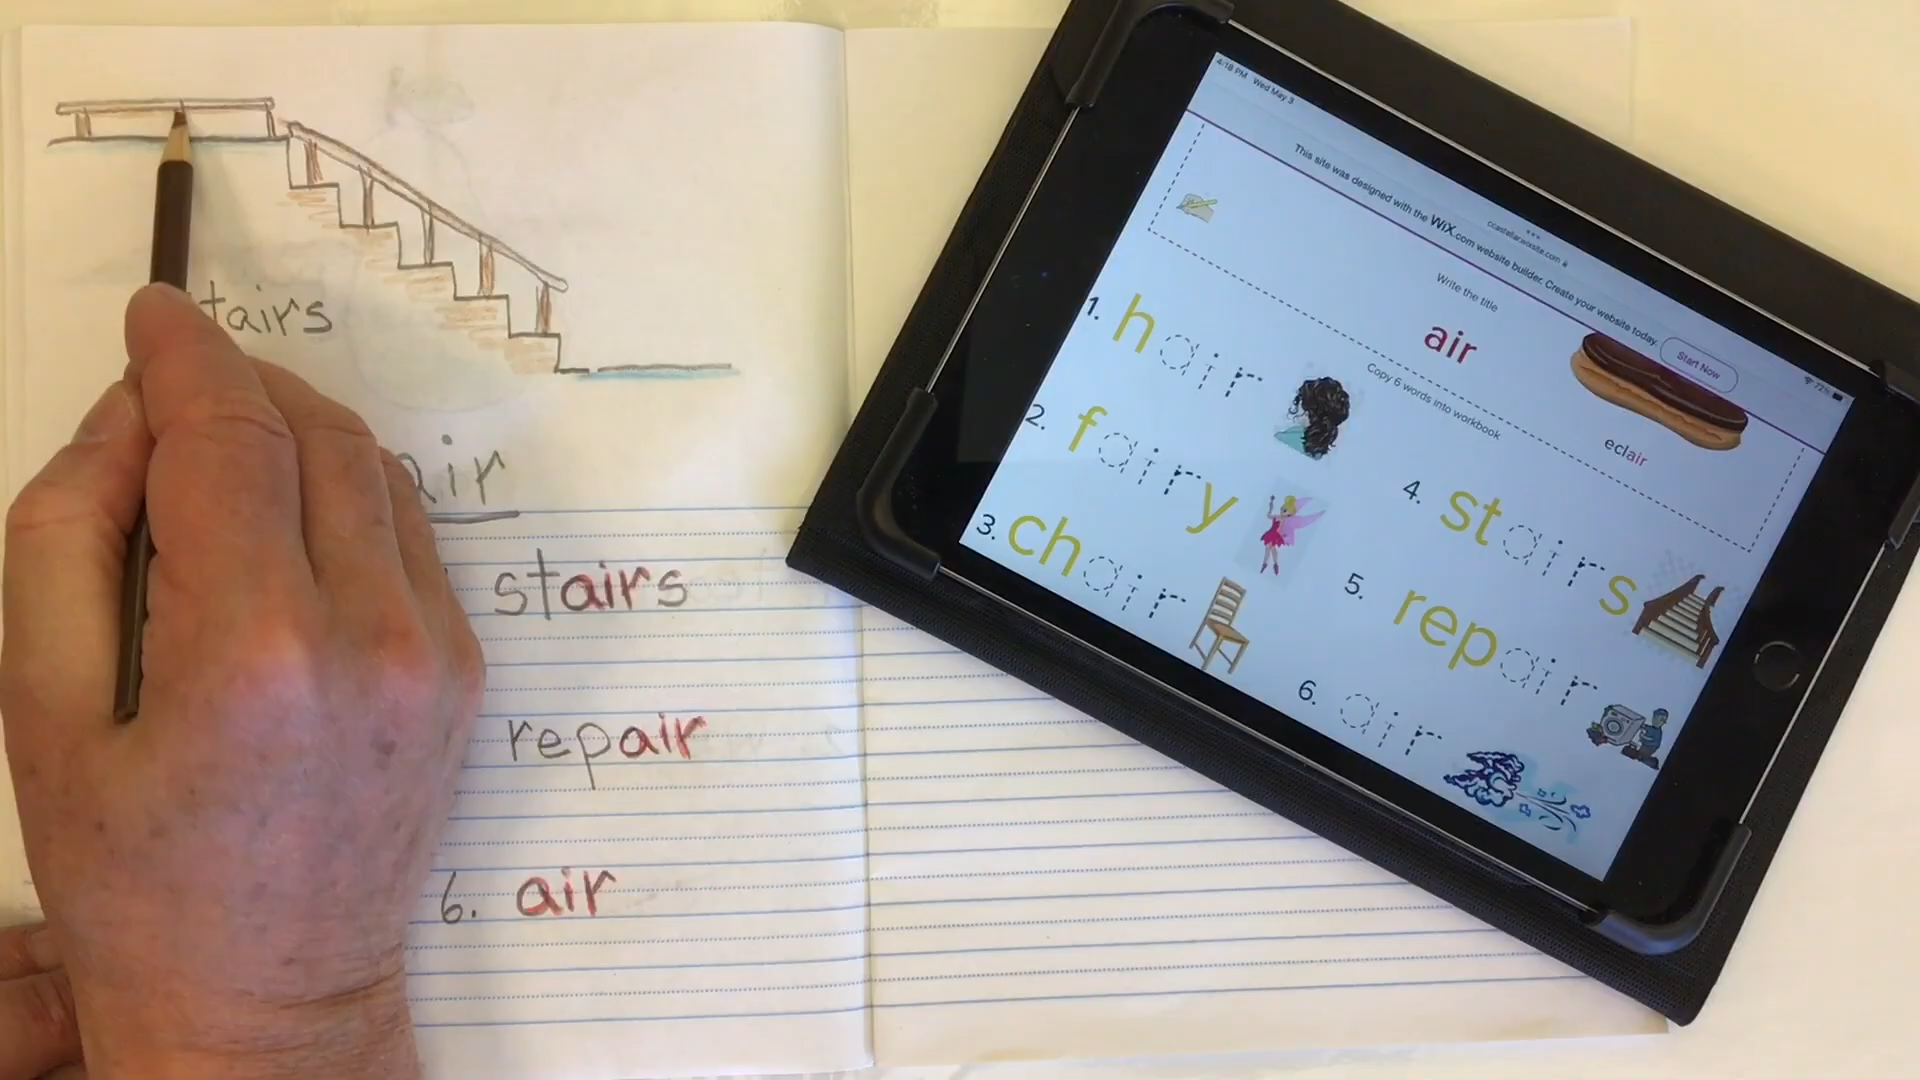 tairs
air
stairs
repair
6. air
4:18 PM Wed May 3
72%
ccastellar.wixsite.com
This site was designed with the WiX.com website builder. Create your website today. Start Now
Write the title
air
eclair
Copy 6 words into workbook
1. hair
2. fairy
3. chair
4. stairs
5. repair
6. air